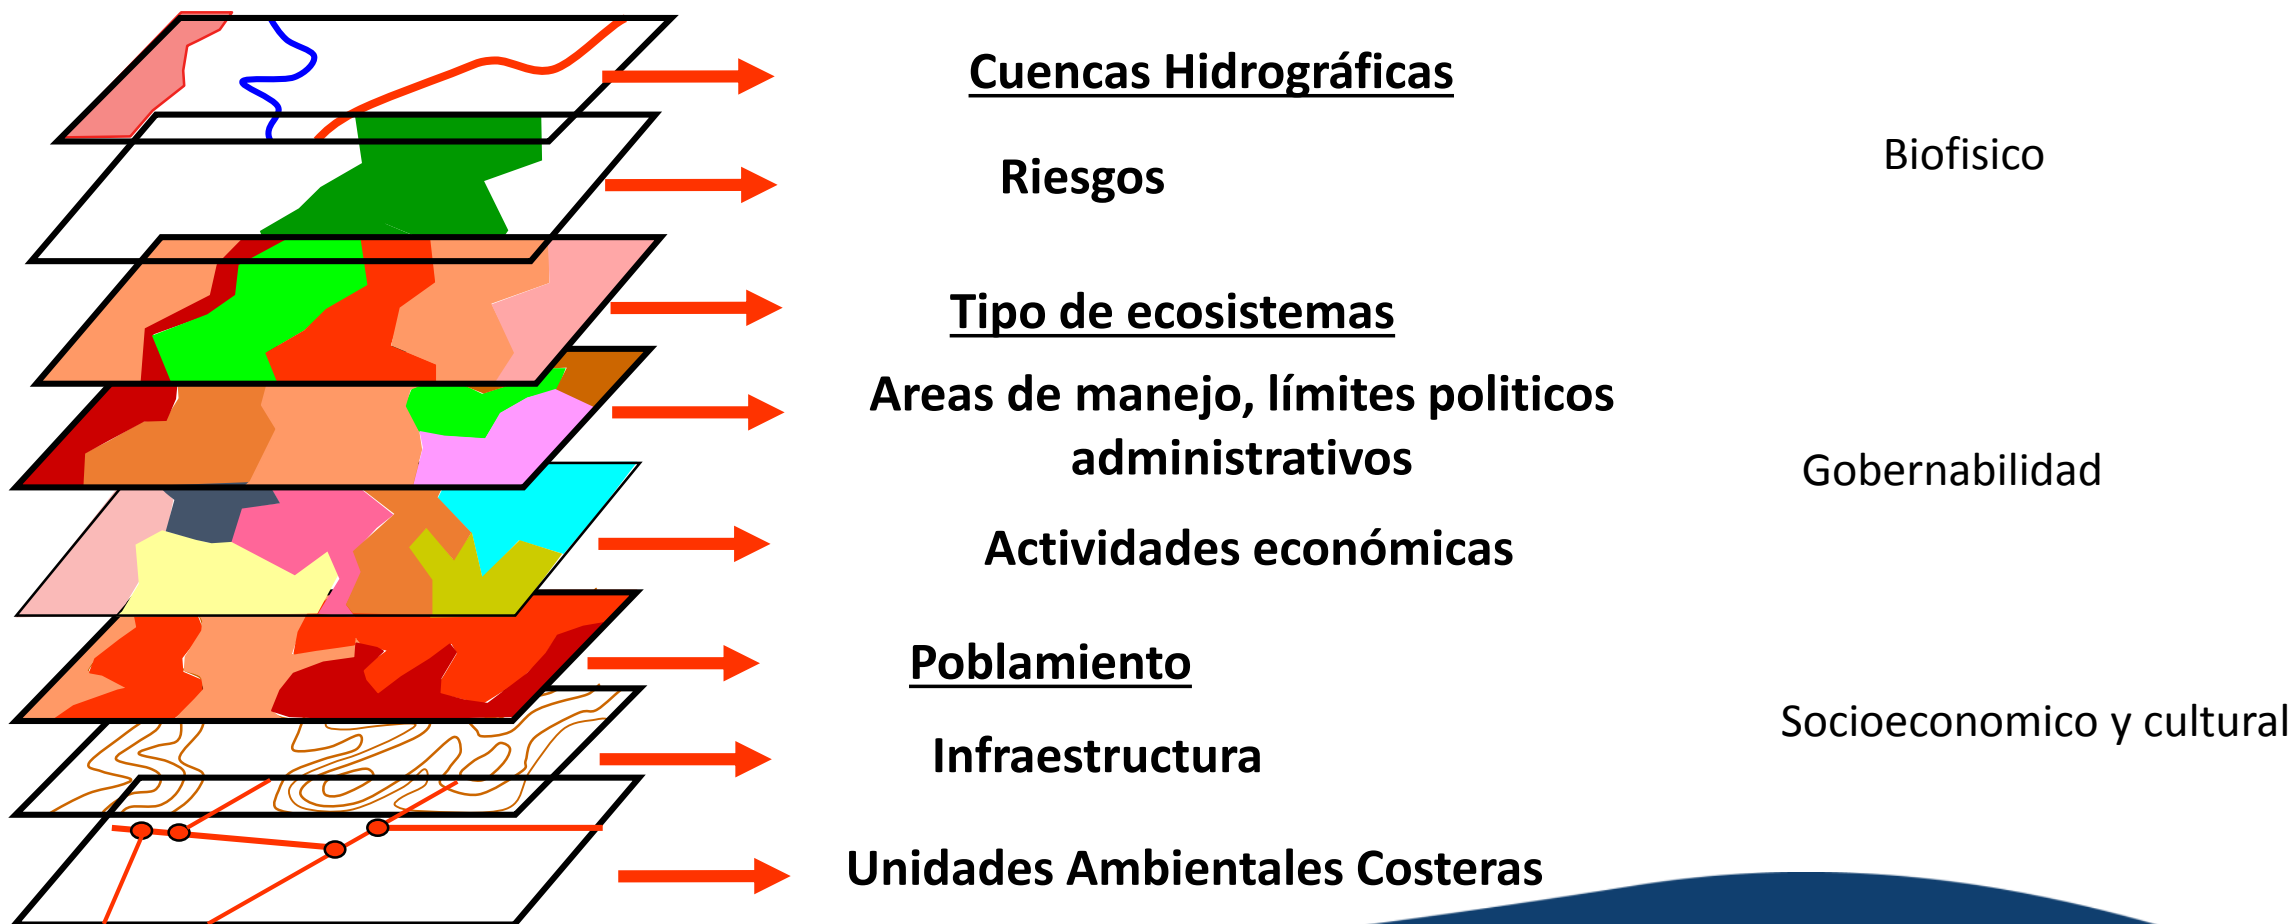 Cuencas Hidrográficas
Biofisico
Riesgos
Tipo de ecosistemas
Areas de manejo, límites politicos
administrativos
Gobernabilidad
Actividades económicas
Poblamiento
Socioeconomico y cultural
Infraestructura
Unidades Ambientales Costeras